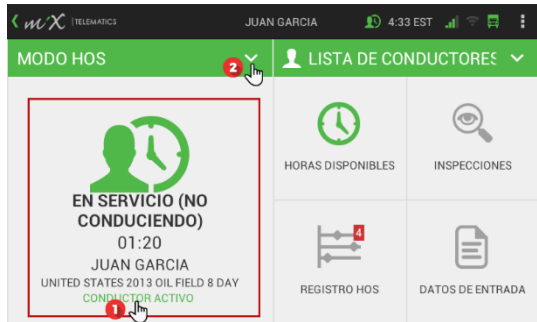 mix TELEMATICS JUAN GARCIA 4:33 EST
MODO HOS
2
LISTA DE CONDUCTORES
EN SERVICIO (NO
CONDUCIENDO)
01:20
JUAN GARCIA
UNITED STATES 2013 OIL FIELD 8 DAY
CONDUCTOR ACTIVO
1
HORAS DISPONIBLES
INSPECCIONES
4
REGISTRO HOS
DATOS DE ENTRADA